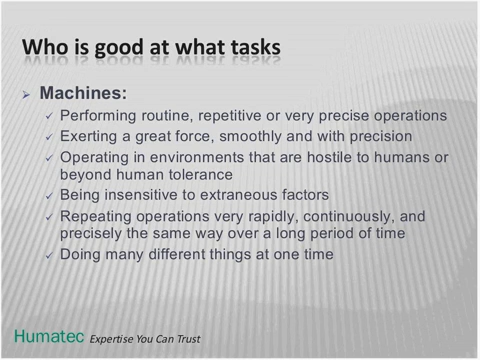 Who is good at what tasks
Machines:
Performing routine, repetitive or very precise operations
Exerting a great force, smoothly and with precision
Operating in environments that are hostile to humans or
beyond human tolerance
Being insensitive to extraneous factors
Repeating operations very rapidly, continuously, and
precisely the same way over a long period of time
Doing many different things at one time
Humatec Expertise You Can Trust